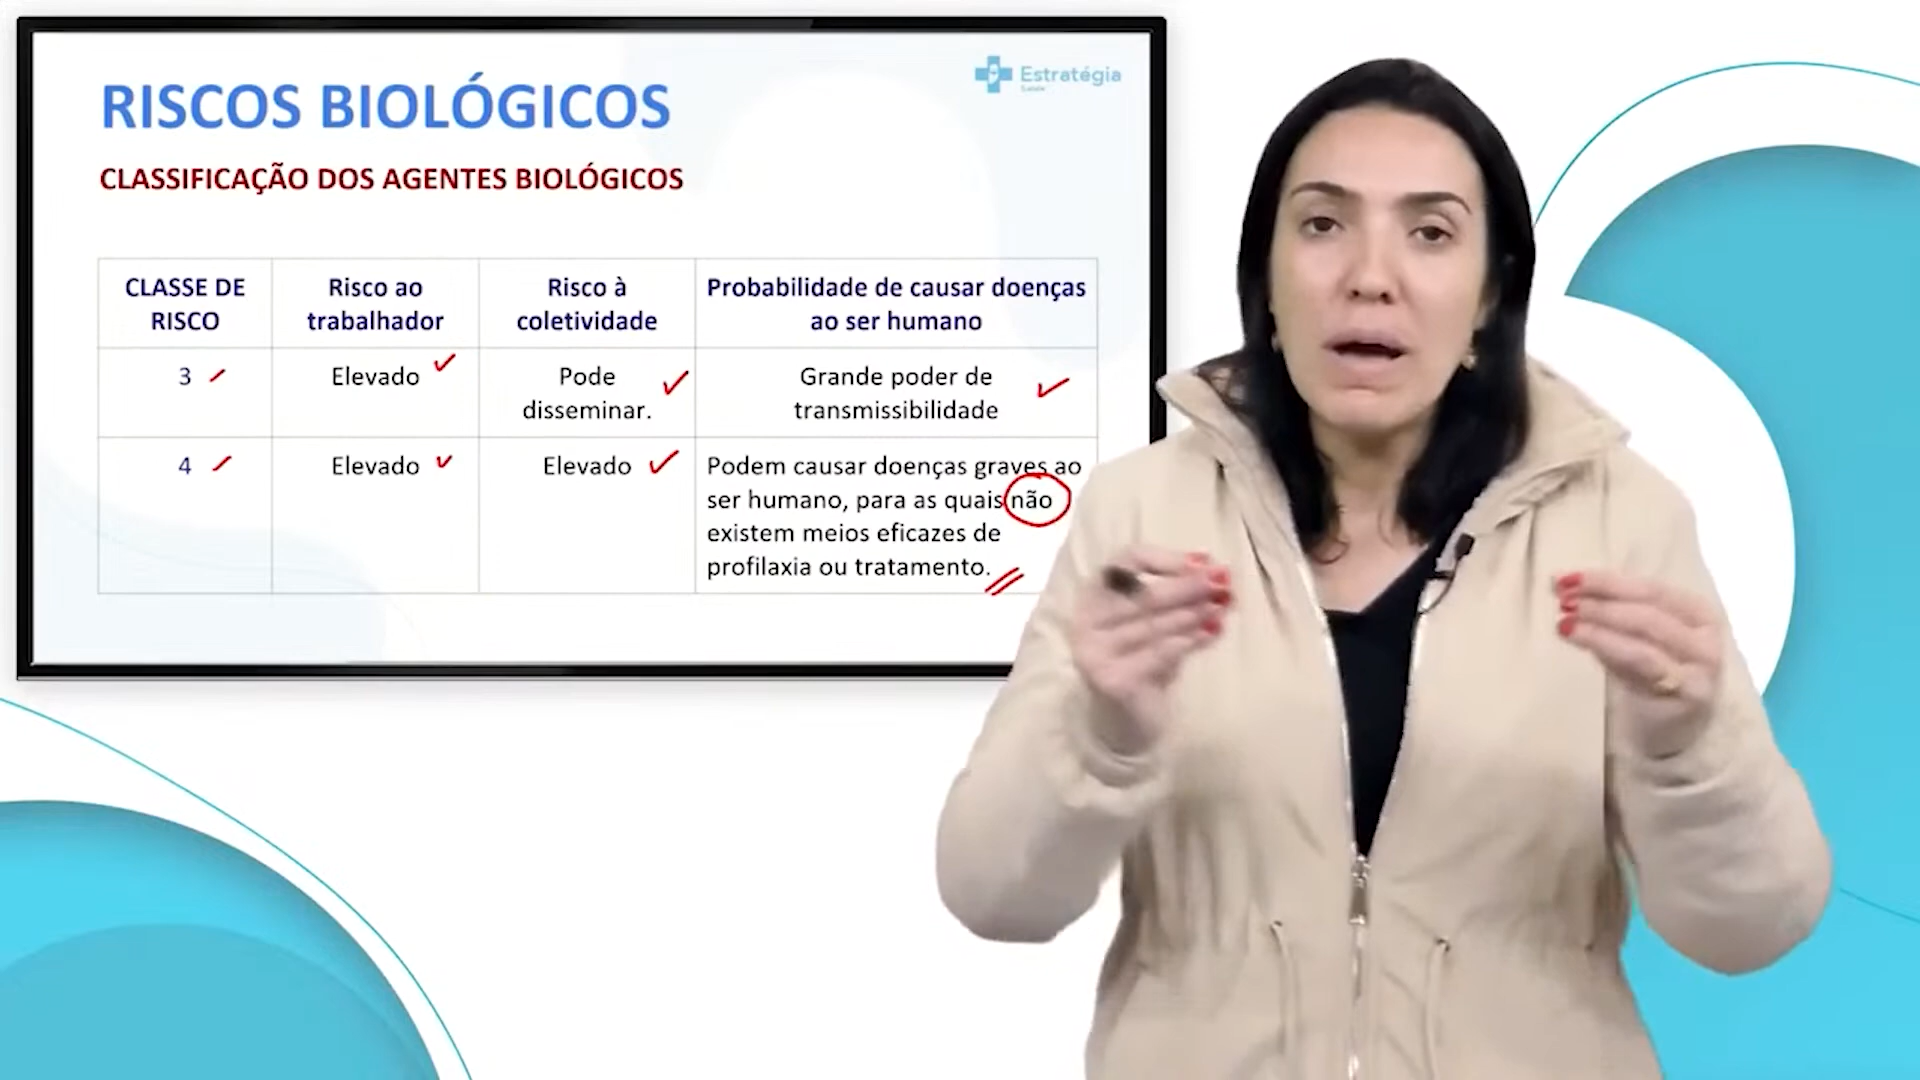 Estratégia
Saúde
RISCOS BIOLÓGICOS
CLASSIFICAÇÃO DOS AGENTES BIOLÓGICOS
CLASSE DE
RISCO
Risco ao
trabalhador
Risco à
coletividade
Probabilidade de causar doenças
ao ser humano
3
Elevado
Pode
disseminar.
Grande poder de
transmissibilidade
4
Elevado
Elevado
Podem causar doenças graves ao
ser humano, para as quais não
existem meios eficazes de
profilaxia ou tratamento.